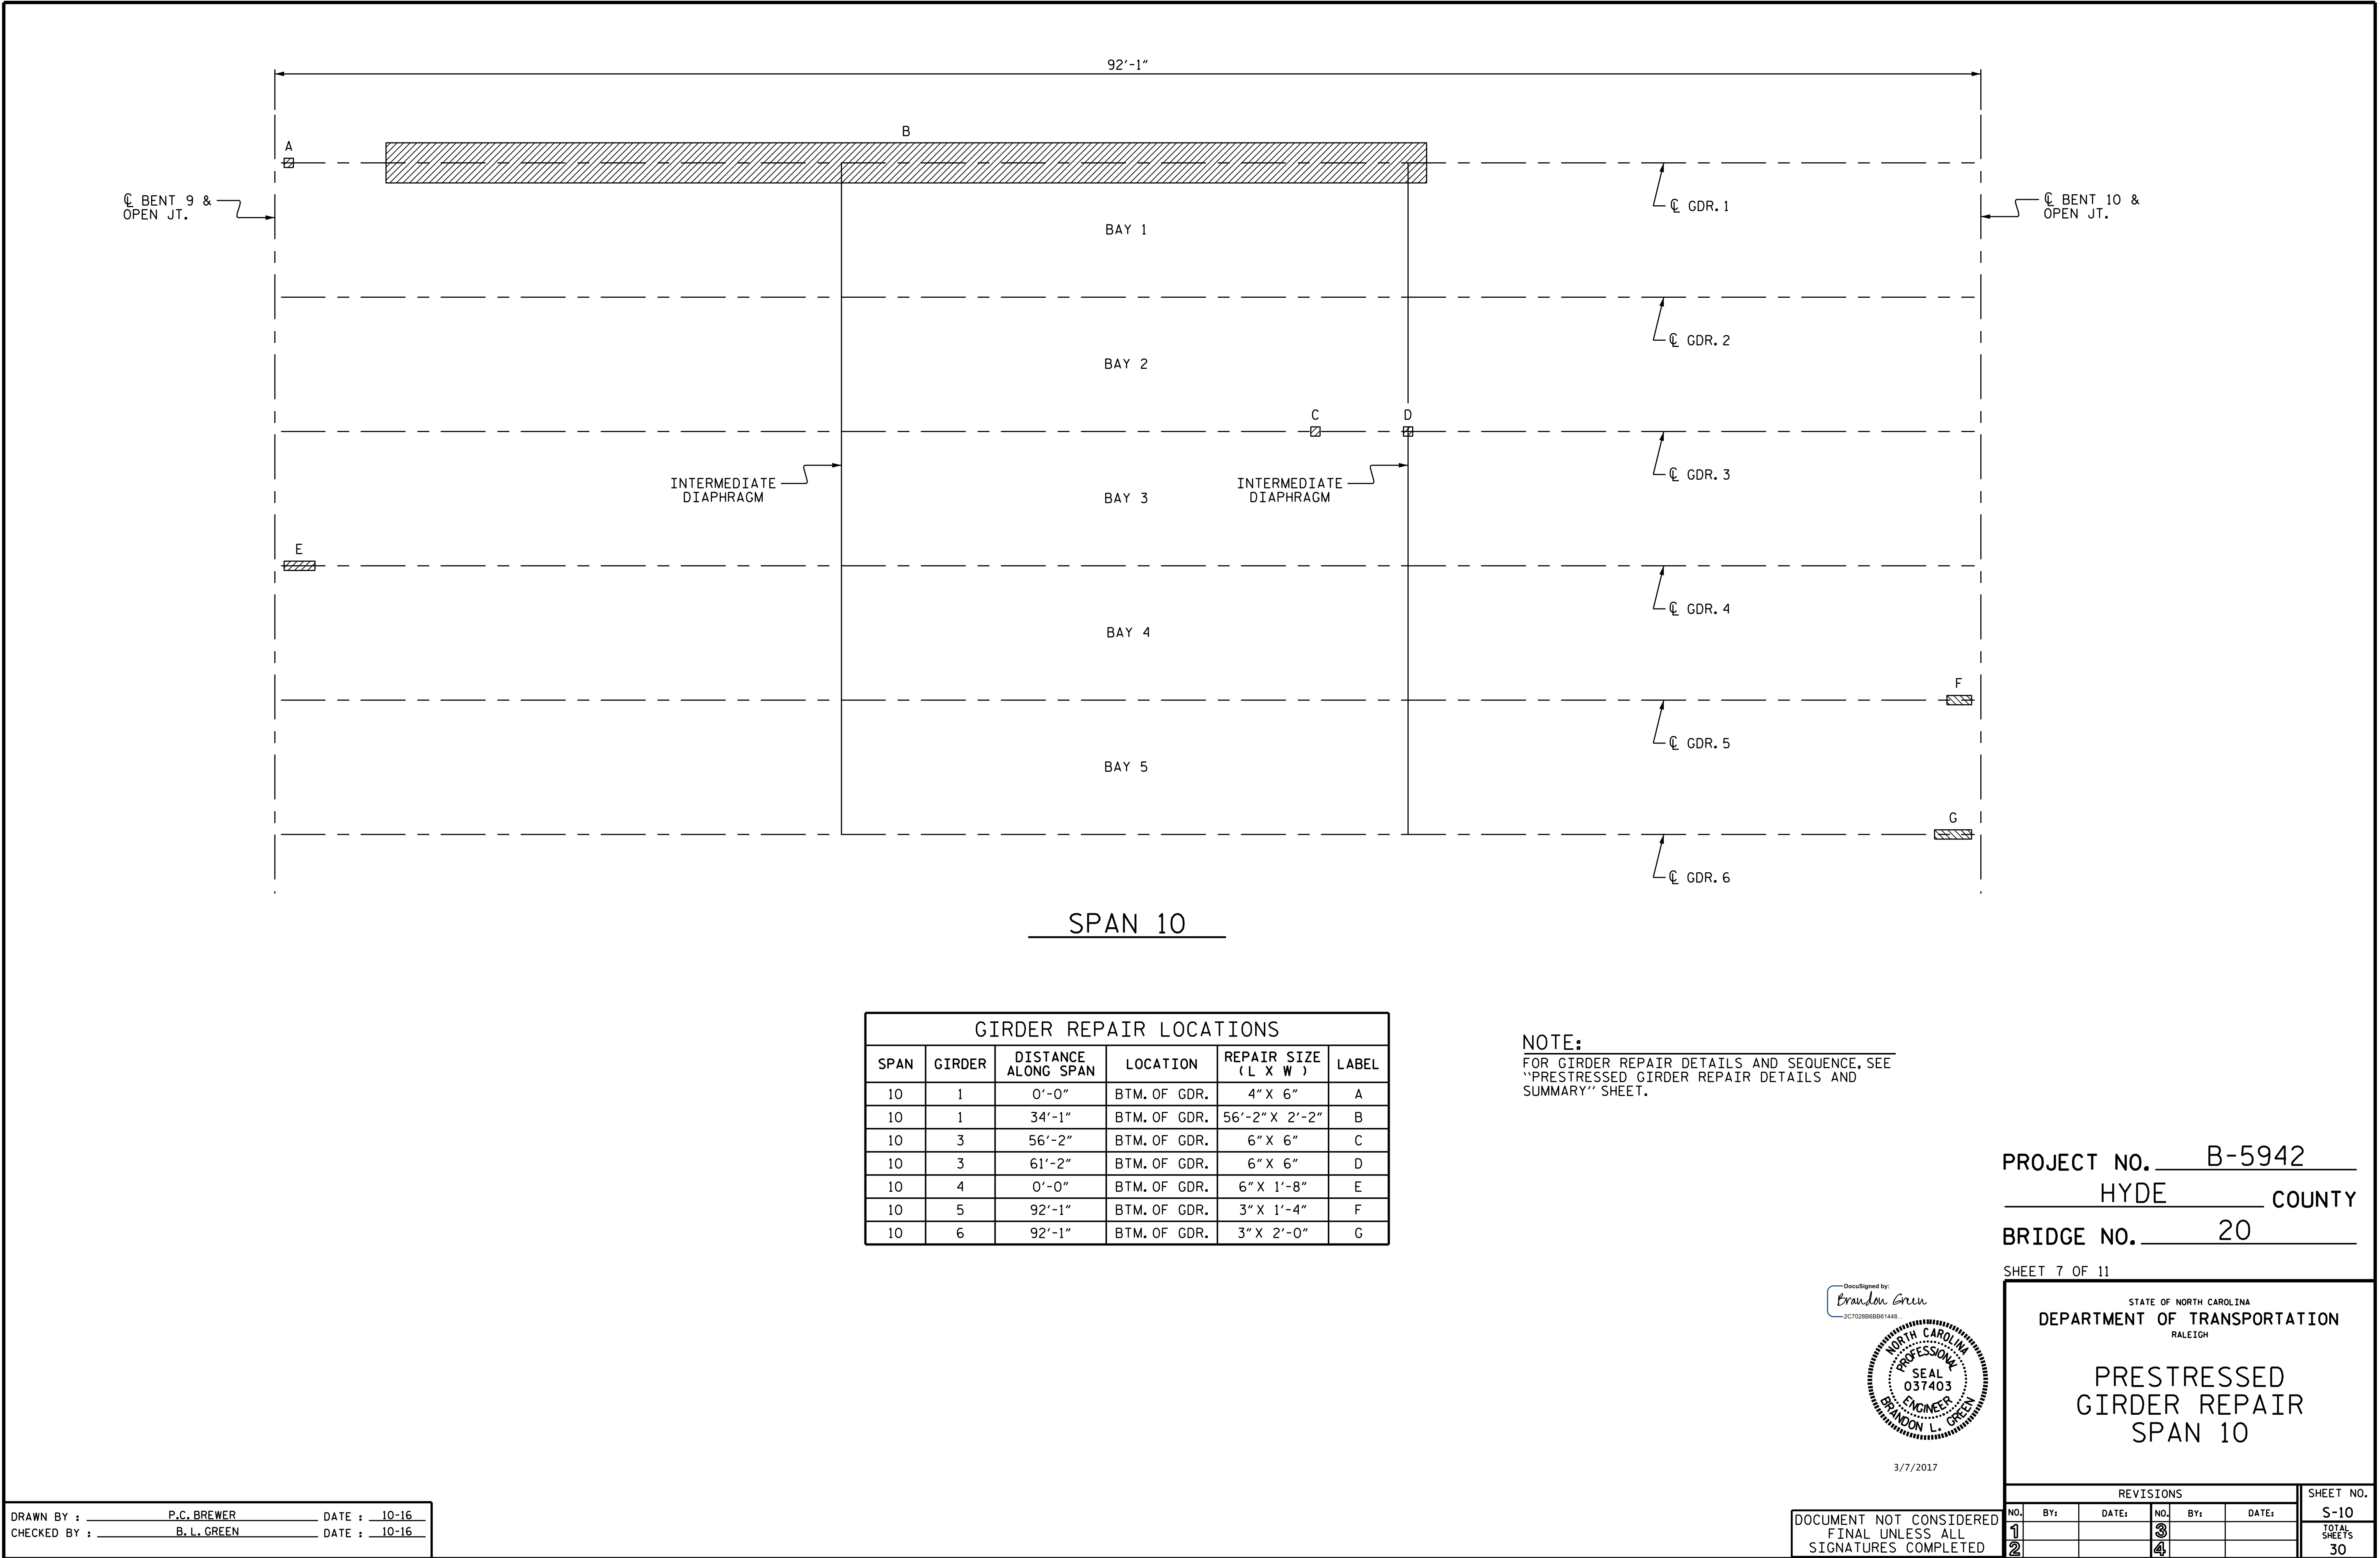 92'-1"
A
B
℄ BENT 9 &
OPEN JT.
℄ GDR. 1
℄ BENT 10 &
OPEN JT.
BAY 1
℄ GDR. 2
BAY 2
C
D
℄ GDR. 3
INTERMEDIATE
DIAPHRAGM
BAY 3
INTERMEDIATE
DIAPHRAGM
E
℄ GDR. 4
BAY 4
F
℄ GDR. 5
BAY 5
G
℄ GDR. 6
SPAN 10
GIRDER REPAIR LOCATIONS
SPAN GIRDER DISTANCE ALONG SPAN LOCATION REPAIR SIZE ( L X W ) LABEL
10 1 0'-0" BTM. OF GDR. 4" X 6" A
10 1 34'-1" BTM. OF GDR. 56'-2" X 2'-2" B
10 3 56'-2" BTM. OF GDR. 6" X 6" C
10 3 61'-2" BTM. OF GDR. 6" X 6" D
10 4 0'-0" BTM. OF GDR. 6" X 1'-8" E
10 5 92'-1" BTM. OF GDR. 3" X 1'-4" F
10 6 92'-1" BTM. OF GDR. 3" X 2'-0" G
NOTE:
FOR GIRDER REPAIR DETAILS AND SEQUENCE, SEE
"PRESTRESSED GIRDER REPAIR DETAILS AND
SUMMARY" SHEET.
PROJECT NO. B-5942
HYDE COUNTY
BRIDGE NO. 20
SHEET 7 OF 11
STATE OF NORTH CAROLINA
DEPARTMENT OF TRANSPORTATION
RALEIGH
PRESTRESSED
GIRDER REPAIR
SPAN 10
DocuSigned by:
Brandon Green
2C7028B6BB61448...
NORTH CAROLINA
PROFESSIONAL
SEAL
037403
ENGINEER
BRANDON L. GREEN
3/7/2017
DOCUMENT NOT CONSIDERED
FINAL UNLESS ALL
SIGNATURES COMPLETED
REVISIONS
NO. BY: DATE: NO. BY: DATE:
1 3
2 4
SHEET NO.
S-10
TOTAL
SHEETS
30
DRAWN BY : P.C. BREWER DATE : 10-16
CHECKED BY : B. L. GREEN DATE : 10-16